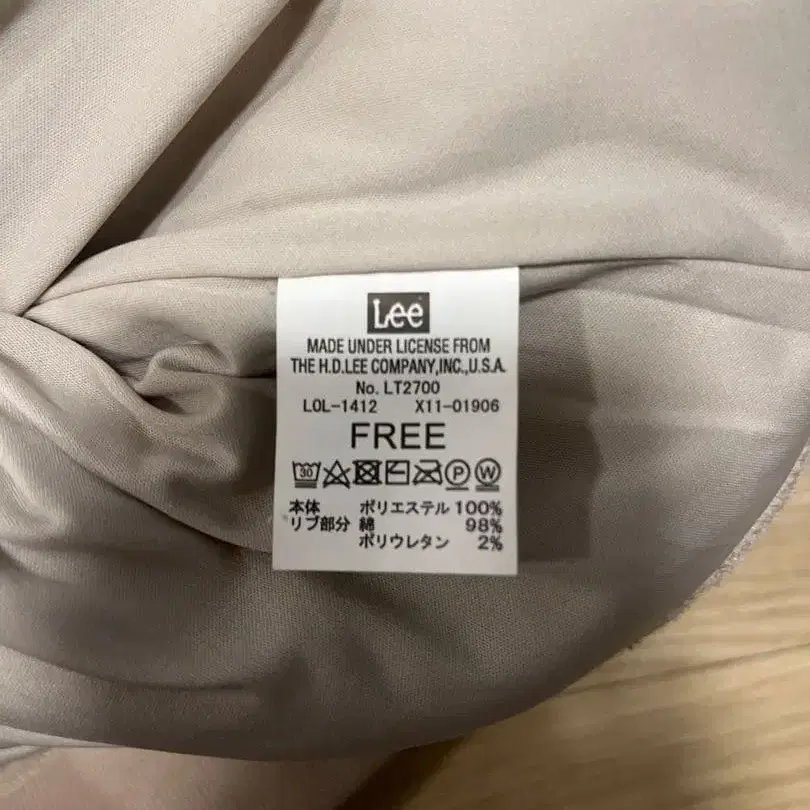 Lee
MADE UNDER LICENSE FROM
THE H.D.LEE COMPANY,INC.,U.S.A.
No. LT2700
LOL-1412 X11-01906
FREE
30 P W
本体 ポリエステル 100%
リブ部分 綿 98%
ポリウレタン 2%